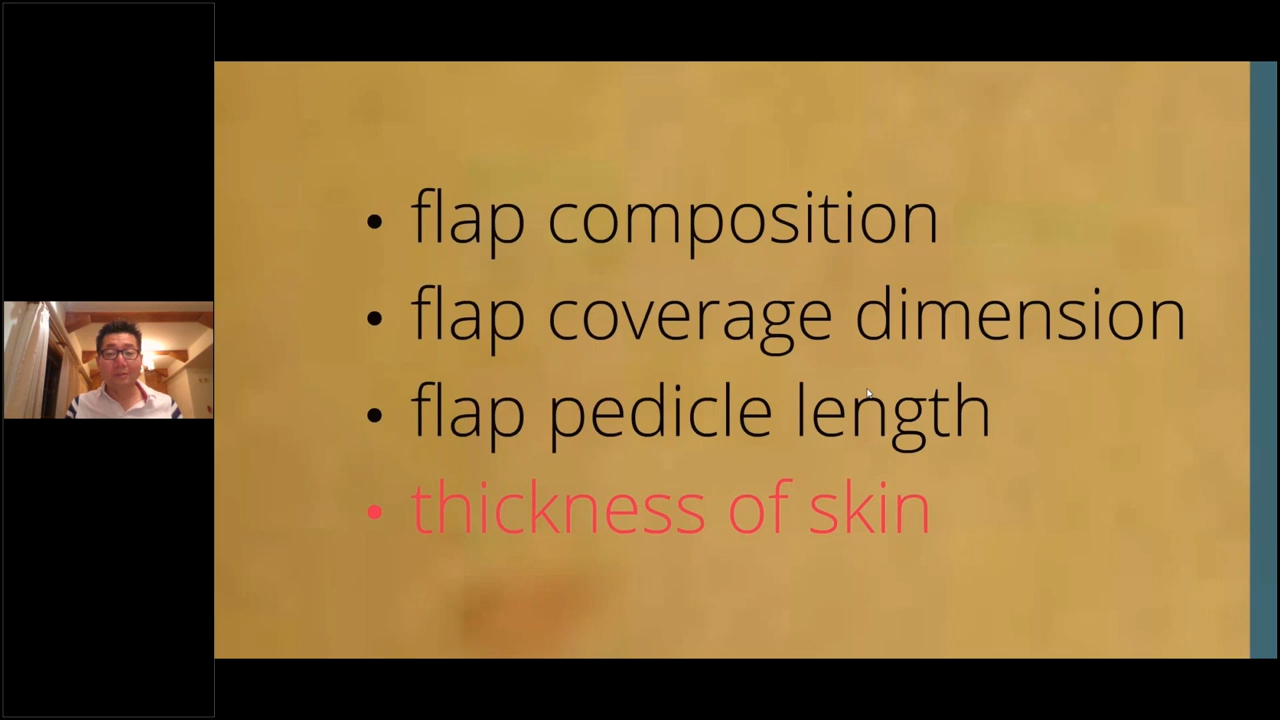 • flap composition
• flap coverage dimension
• flap pedicle length
• thickness of skin